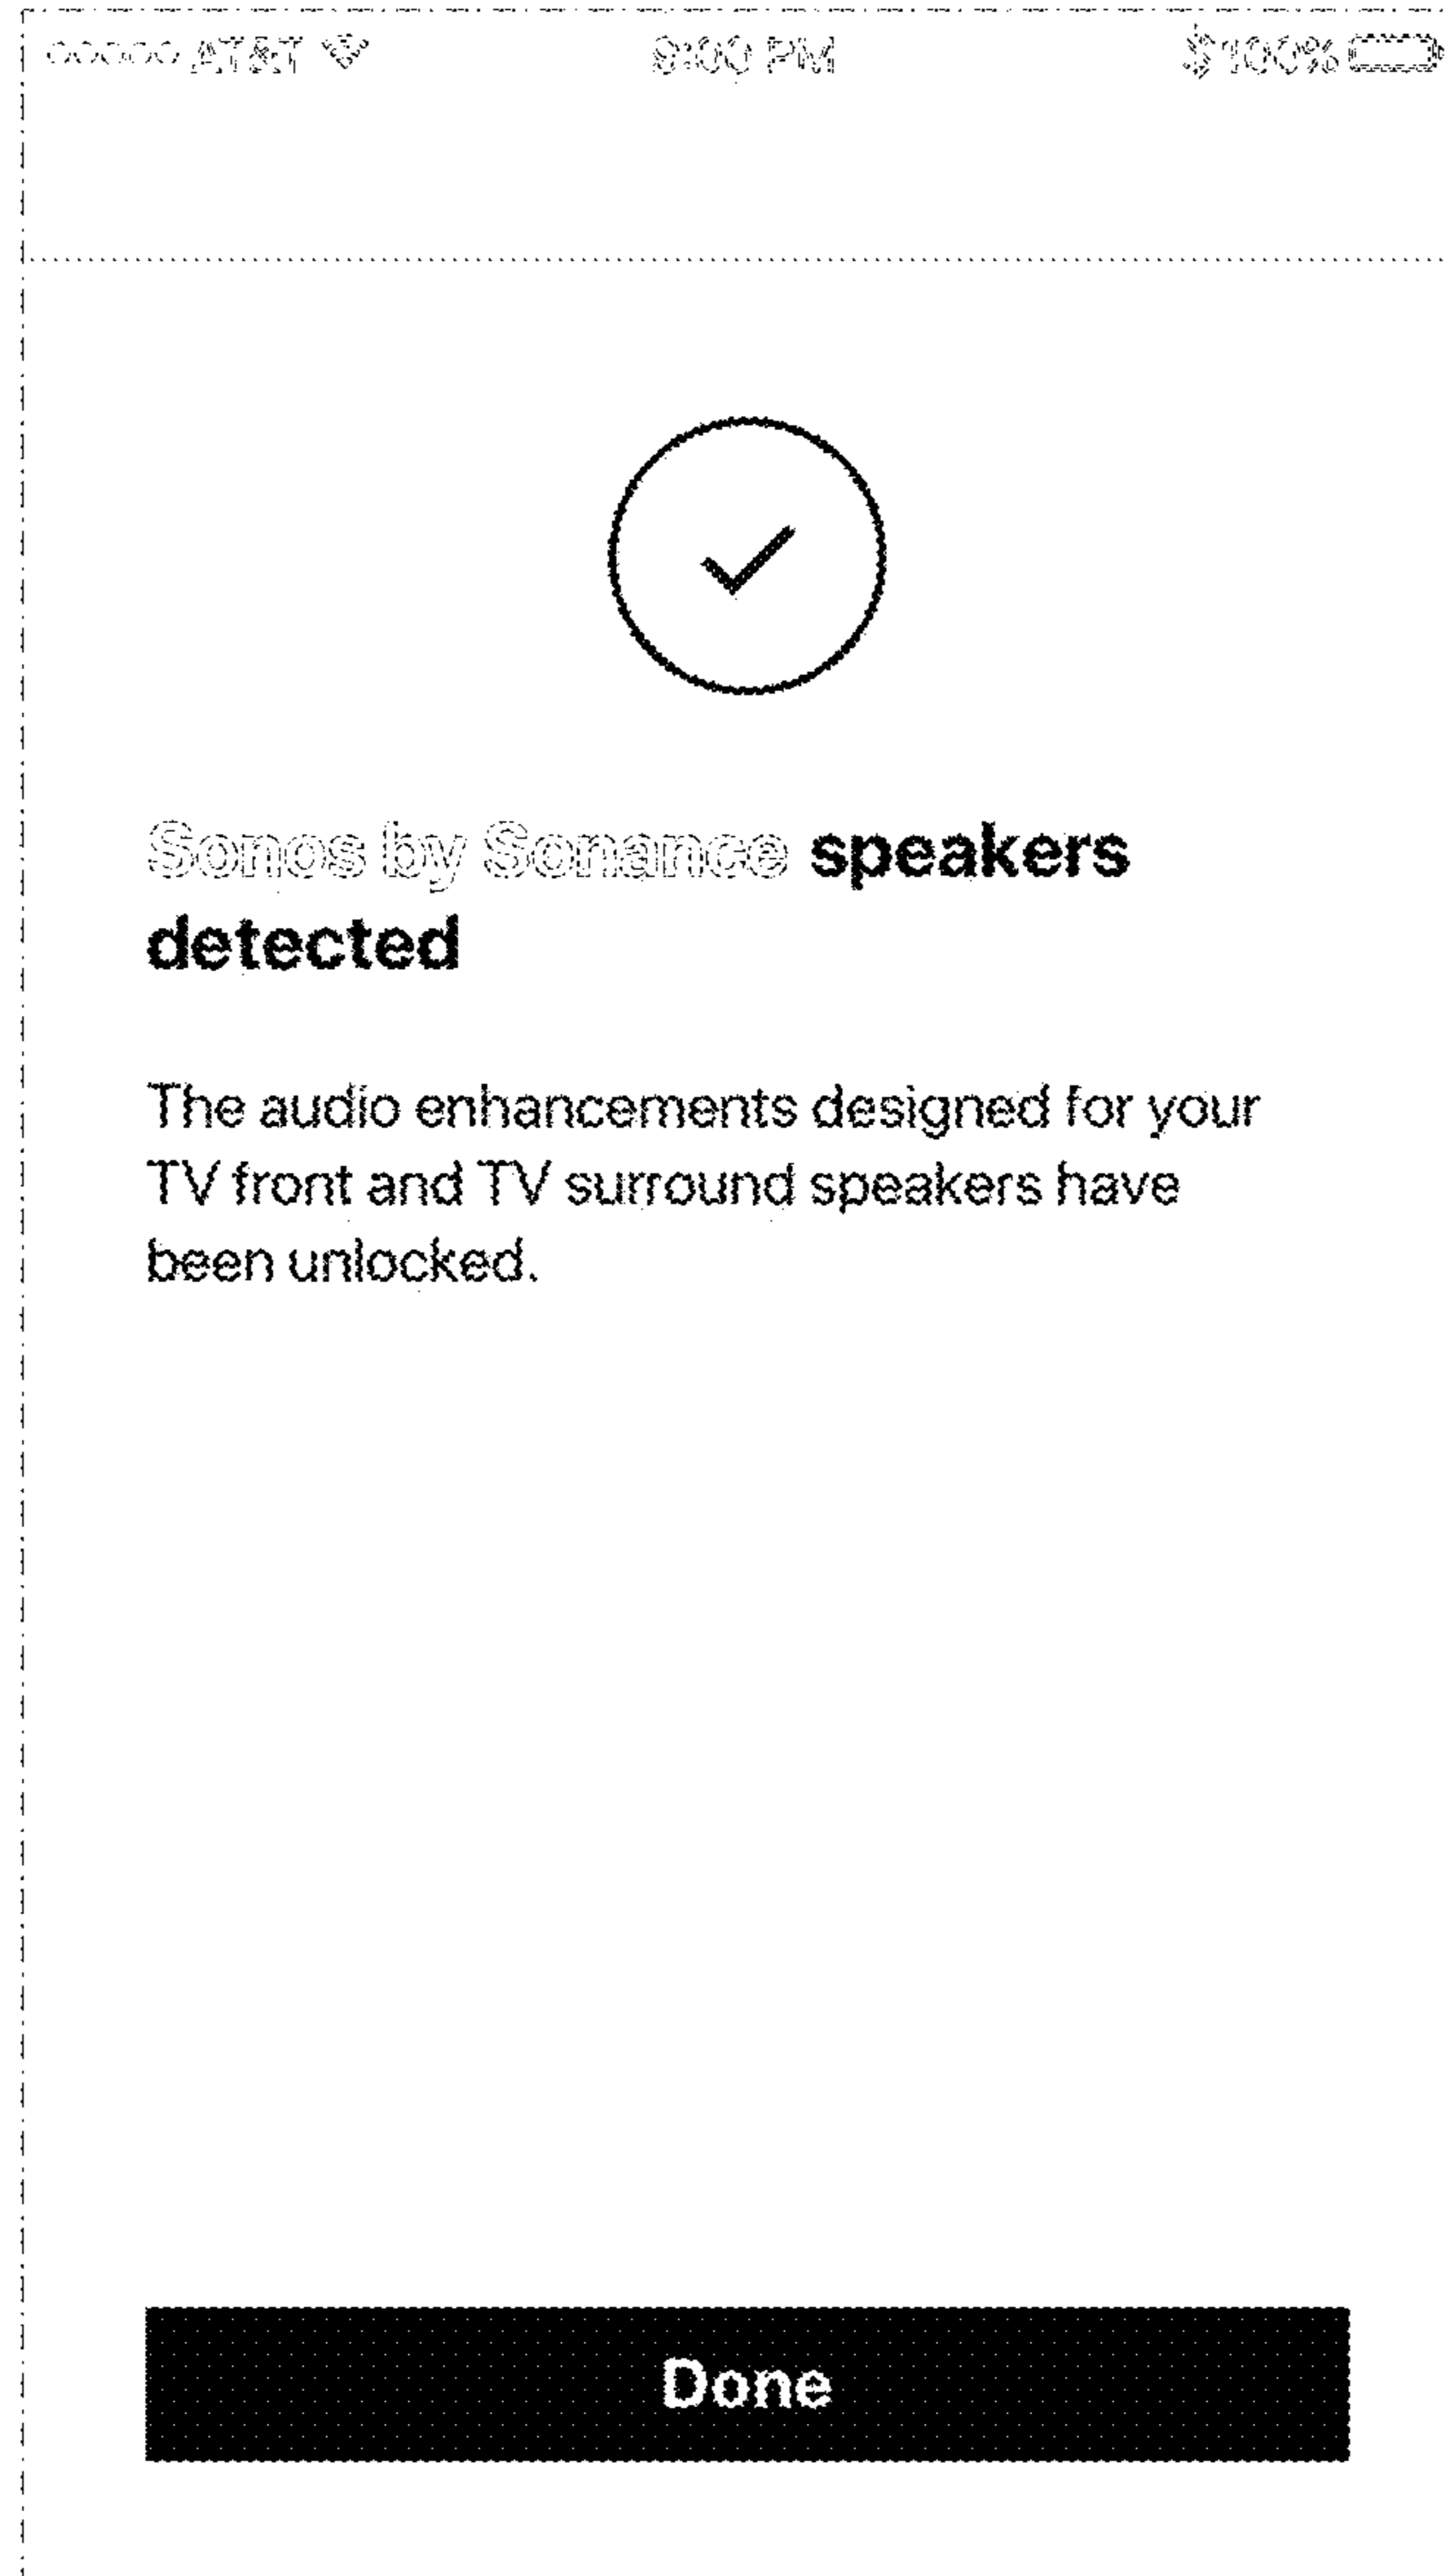 AT&T 9:00 PM 100%
Sonos by Sonance speakers
detected
The audio enhancements designed for your
TV front and TV surround speakers have
been unlocked.
Done